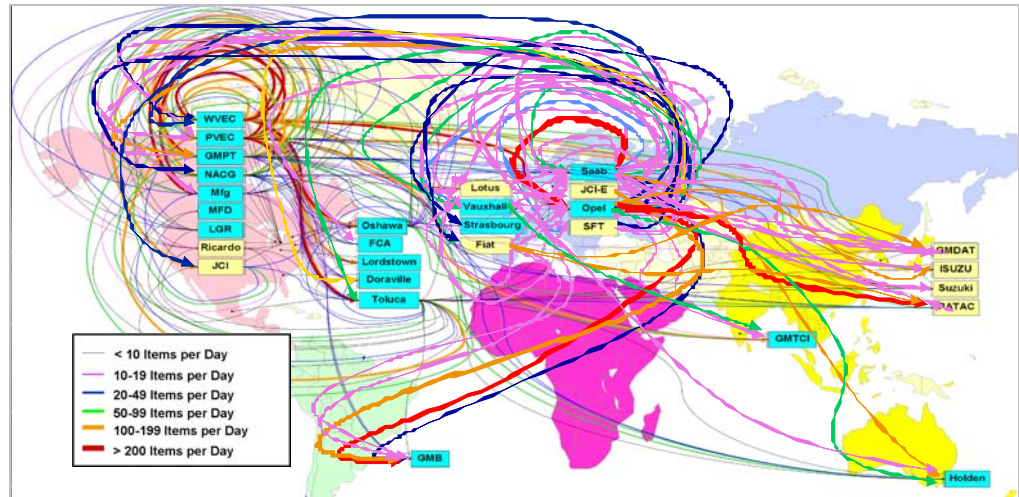 WVEC
PVEC
GMPT
NACG
Mfg
MFD
LGR
Ricardo
JCI
Oshawa
FCA
Lordstown
Doraville
Toluca
Lotus
Vauxhall
Strasbourg
Fiat
Saab
JCI-E
Opel
SFT
GMDAT
ISUZU
Suzuki
PATAC
GMTCI
GMB
Holden
< 10 Items per Day
10-19 Items per Day
20-49 Items per Day
50-99 Items per Day
100-199 Items per Day
> 200 Items per Day